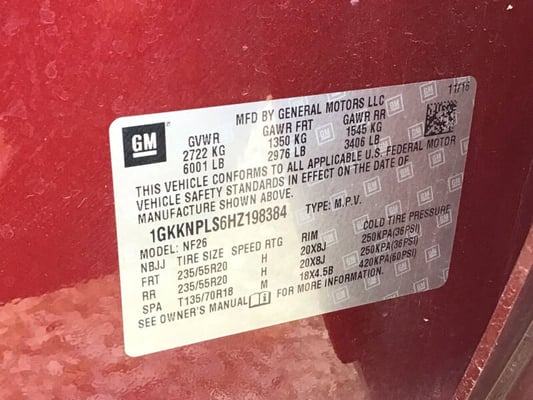 11/16
MFD BY GENERAL MOTORS LLC
GM
GVWR GAWR FRT GAWR RR
2722 KG 1350 KG 1545 KG
6001 LB 2976 LB 3406 LB
THIS VEHICLE CONFORMS TO ALL APPLICABLE U.S. FEDERAL MOTOR
VEHICLE SAFETY STANDARDS IN EFFECT ON THE DATE OF
MANUFACTURE SHOWN ABOVE.
1GKKNPLS6HZ198384 TYPE: M.P.V.
MODEL: NF26
NBJJ TIRE SIZE SPEED RTG RIM COLD TIRE PRESSURE
FRT 235/55R20 H 20X8J 250KPA(36PSI)
RR 235/55R20 H 20X8J 250KPA(36PSI)
SPA T135/70R18 M 18X4.5B 420KPA(60PSI)
SEE OWNER'S MANUAL FOR MORE INFORMATION.